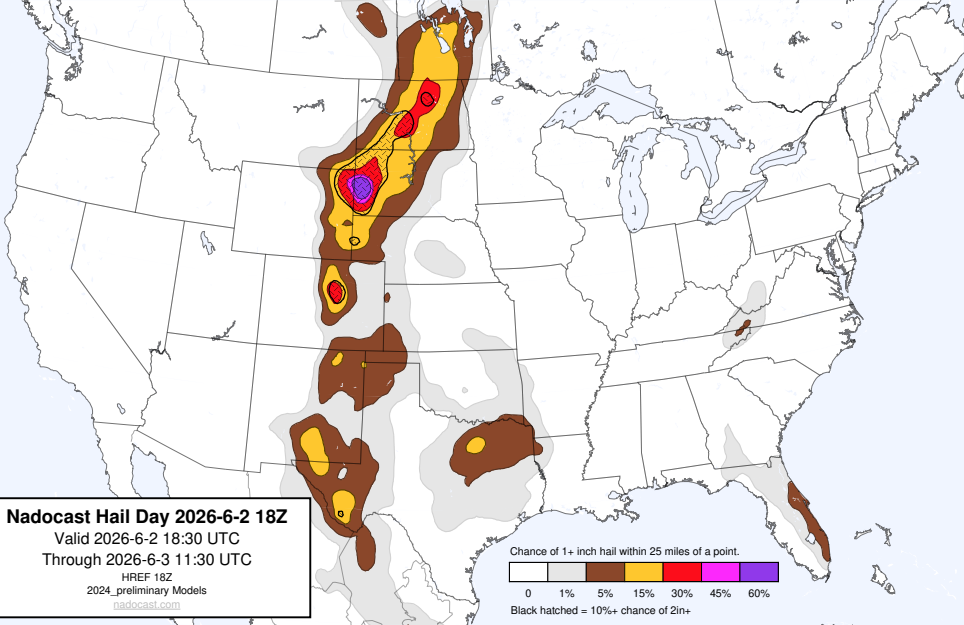 Nadocast Hail Day 2026-6-2 18Z
Valid 2026-6-2 18:30 UTC
Through 2026-6-3 11:30 UTC
HREF 18Z
2024_preliminary Models
nadocast.com
Chance of 1+ inch hail within 25 miles of a point.
0 1% 5% 15% 30% 45% 60%
Black hatched = 10%+ chance of 2in+